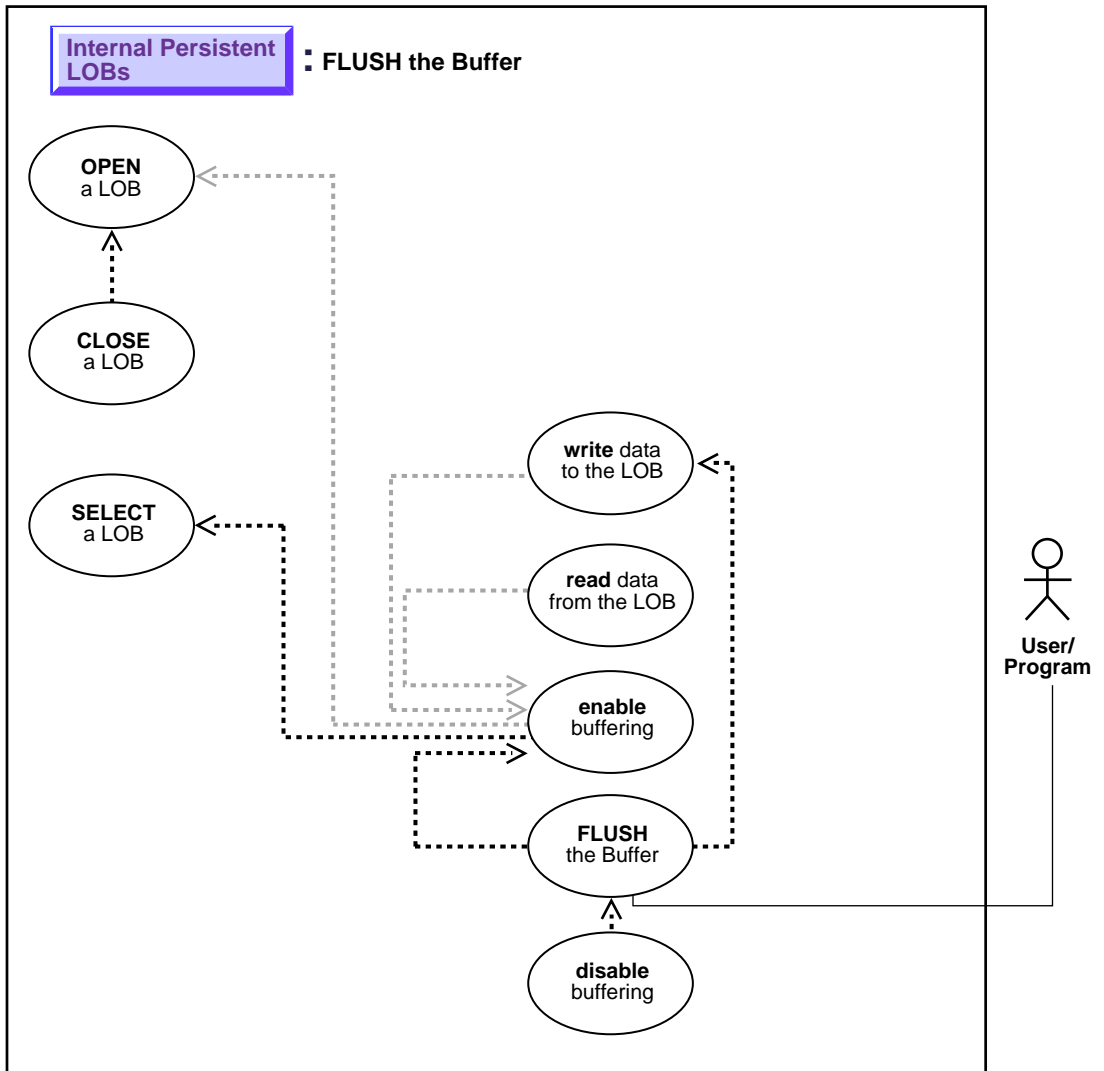 Internal Persistent
LOBs
: FLUSH the Buffer
OPEN
a LOB
CLOSE
a LOB
SELECT
a LOB
write data
to the LOB
read data
from the LOB
enable
buffering
FLUSH
the Buffer
disable
buffering
User/
Program